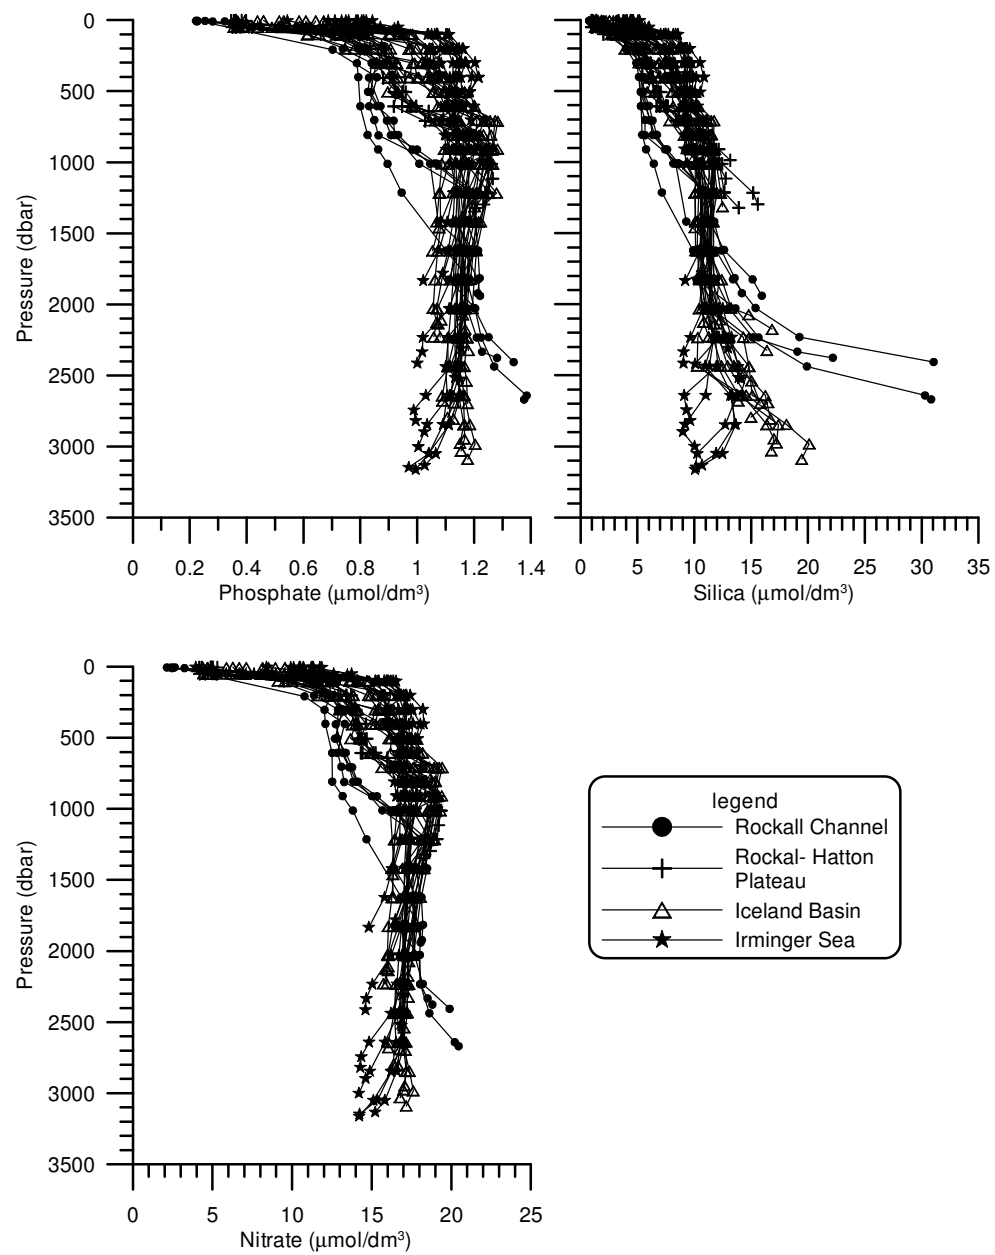 0
500
1000
1500
2000
2500
3000
3500
Pressure (dbar)
0 0.2 0.4 0.6 0.8 1 1.2 1.4
Phosphate (μmol/dm³)
0 5 10 15 20 25 30 35
Silica (μmol/dm³)
0
500
1000
1500
2000
2500
3000
3500
Pressure (dbar)
0 5 10 15 20 25
Nitrate (μmol/dm³)
legend
Rockall Channel
Rockal- Hatton
Plateau
Iceland Basin
Irminger Sea